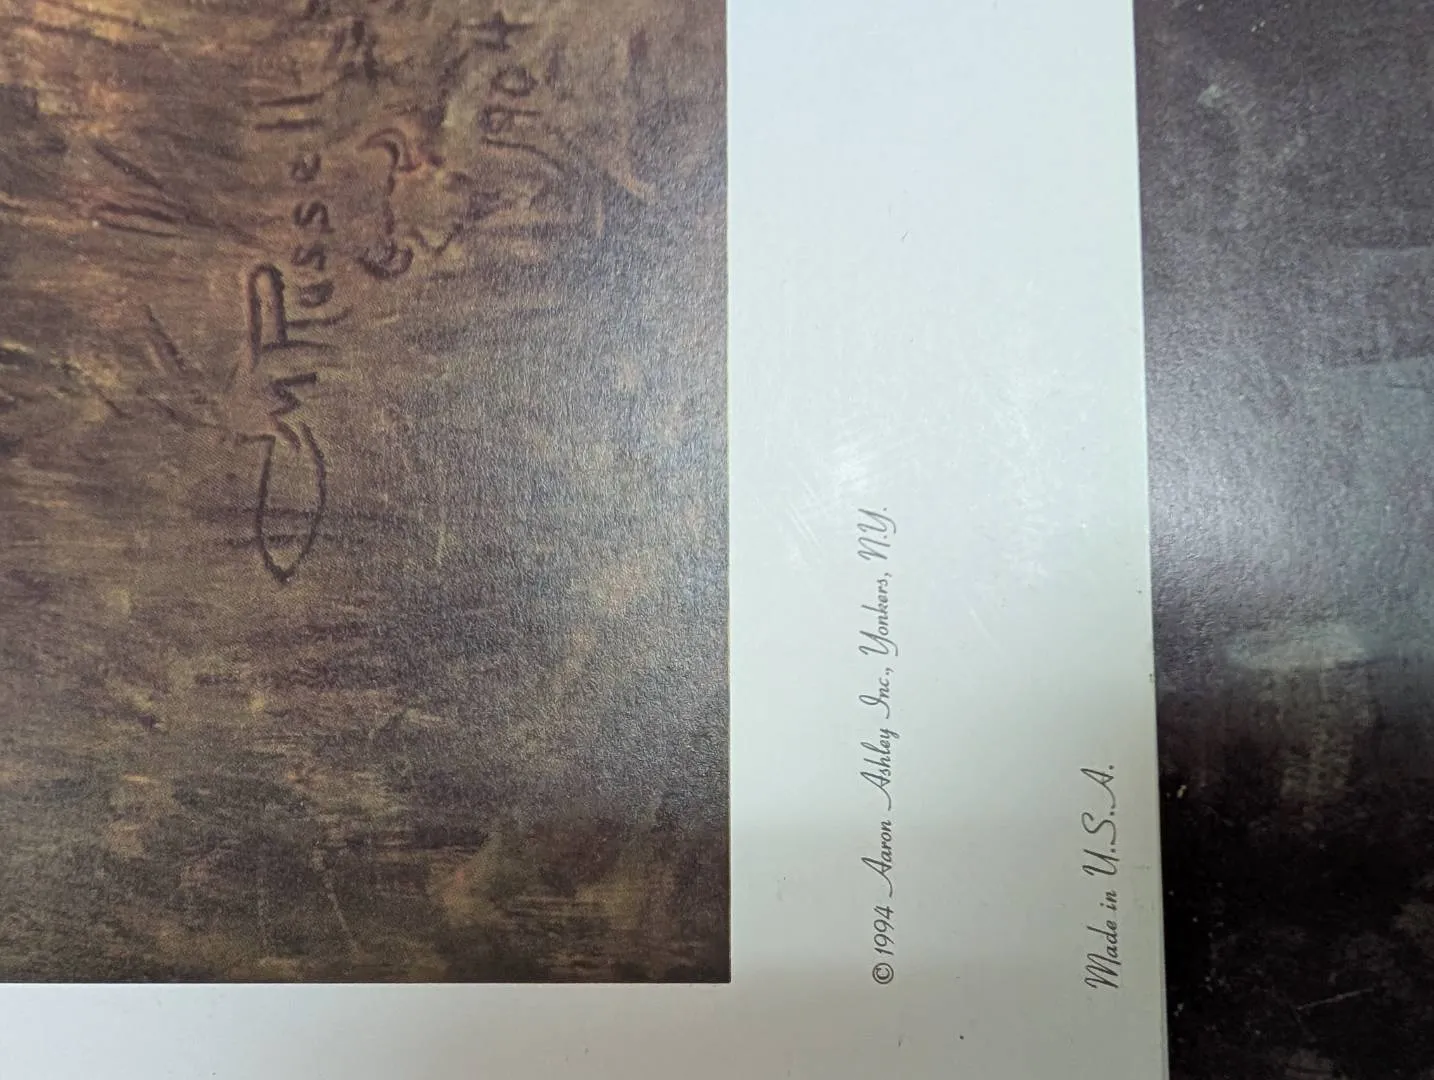 CM Russell
1904
© 1994 Aaron Ashley Inc., Yonkers, N.Y.
Made in U.S.A.